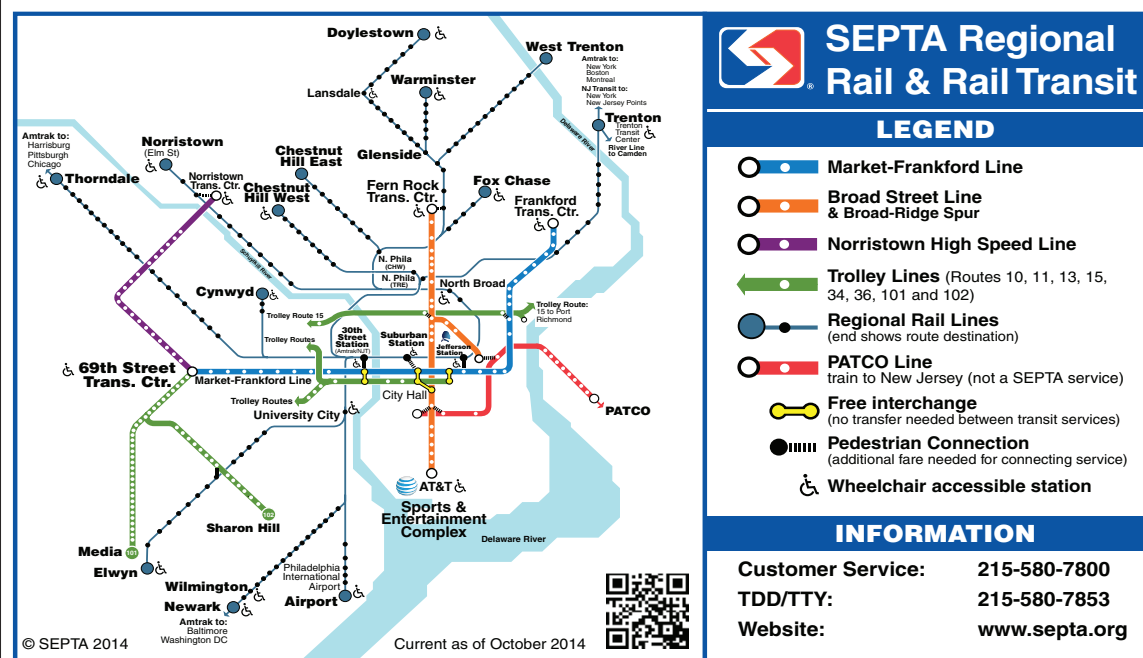 Doylestown
West Trenton
Amtrak to:
New York
Boston
Montreal
NJ Transit to:
New York
New Jersey Points
Warminster
Lansdale
Trenton
Trenton
Transit
Center
River Line
to Camden
Delaware River
Amtrak to:
Harrisburg
Pittsburgh
Chicago
Thorndale
Norristown
(Elm St)
Norristown
Trans. Ctr.
Chestnut
Hill East
Chestnut
Hill West
Glenside
Fern Rock
Trans. Ctr.
Fox Chase
Frankford
Trans. Ctr.
Schuylkill River
N. Phila
(CHW)
N. Phila
(TRE)
North Broad
Cynwyd
Trolley Route 15
Trolley Route:
15 to Port
Richmond
Trolley Routes
30th
Street
Station
(Amtrak/NJT)
Suburban
Station
Jefferson
Station
69th Street
Trans. Ctr.
Market-Frankford Line
City Hall
Trolley Routes
University City
PATCO
AT&T
Sports &
Entertainment
Complex
Delaware River
102
Sharon Hill
Media
101
Elwyn
Wilmington
Newark
Amtrak to:
Baltimore
Washington DC
Philadelphia
International
Airport
Airport
© SEPTA 2014
Current as of October 2014
SEPTA Regional
Rail & Rail Transit
®
LEGEND
Market-Frankford Line
Broad Street Line
& Broad-Ridge Spur
Norristown High Speed Line
Trolley Lines (Routes 10, 11, 13, 15,
34, 36, 101 and 102)
Regional Rail Lines
(end shows route destination)
PATCO Line
train to New Jersey (not a SEPTA service)
Free interchange
(no transfer needed between transit services)
Pedestrian Connection
(additional fare needed for connecting service)
Wheelchair accessible station
INFORMATION
Customer Service: 215-580-7800
TDD/TTY: 215-580-7853
Website: www.septa.org